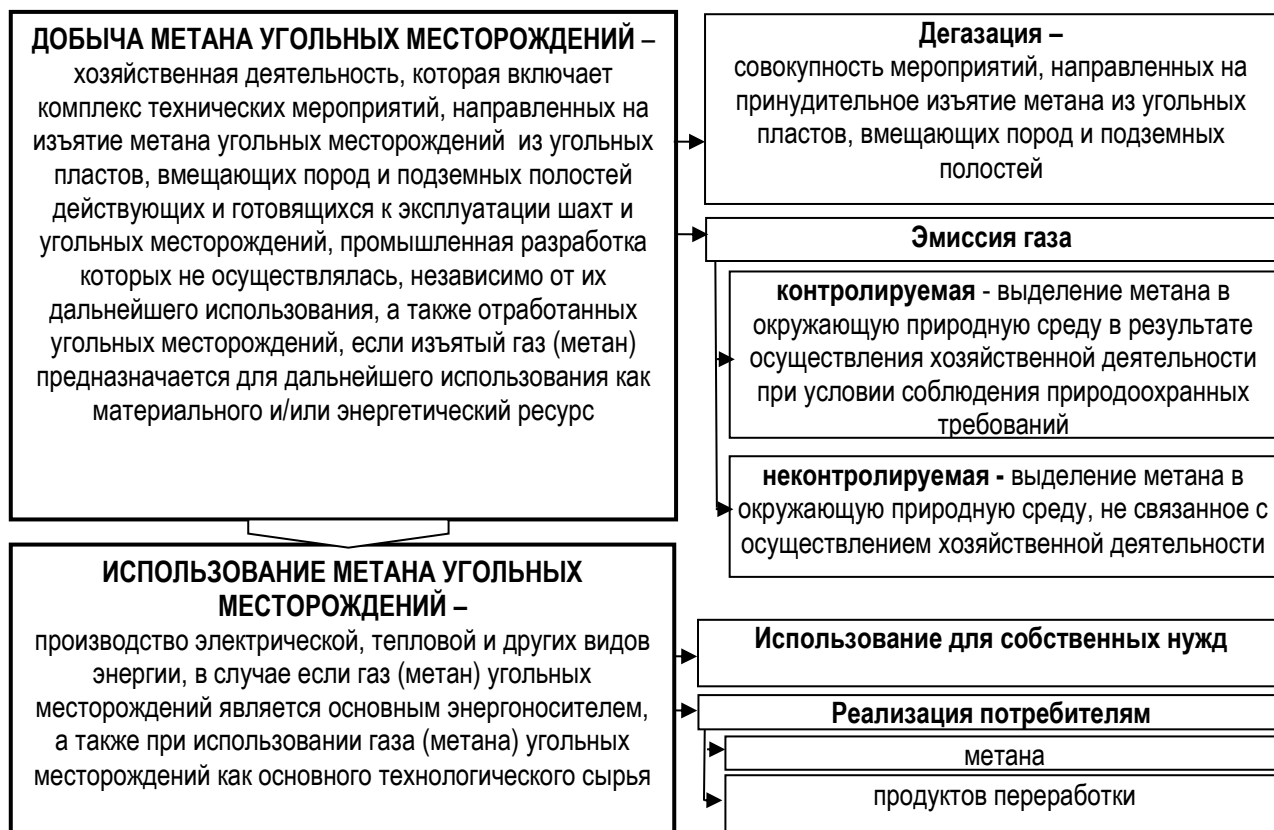 ДОБЫЧА МЕТАНА УГОЛЬНЫХ МЕСТОРОЖДЕНИЙ –
хозяйственная деятельность, которая включает
комплекс технических мероприятий, направленных на
изъятие метана угольных месторождений из угольных
пластов, вмещающих пород и подземных полостей
действующих и готовящихся к эксплуатации шахт и
угольных месторождений, промышленная разработка
которых не осуществлялась, независимо от их
дальнейшего использования, а также отработанных
угольных месторождений, если изъятый газ (метан)
предназначается для дальнейшего использования как
материального и/или энергетический ресурс
Дегазация –
совокупность мероприятий, направленных на
принудительное изъятие метана из угольных
пластов, вмещающих пород и подземных
полостей
Эмиссия газа
контролируемая - выделение метана в
окружающую природную среду в результате
осуществления хозяйственной деятельности
при условии соблюдения природоохранных
требований
неконтролируемая - выделение метана в
окружающую природную среду, не связанное с
осуществлением хозяйственной деятельности
ИСПОЛЬЗОВАНИЕ МЕТАНА УГОЛЬНЫХ
МЕСТОРОЖДЕНИЙ –
производство электрической, тепловой и других видов
энергии, в случае если газ (метан) угольных
месторождений является основным энергоносителем,
а также при использовании газа (метана) угольных
месторождений как основного технологического сырья
Использование для собственных нужд
Реализация потребителям
метана
продуктов переработки